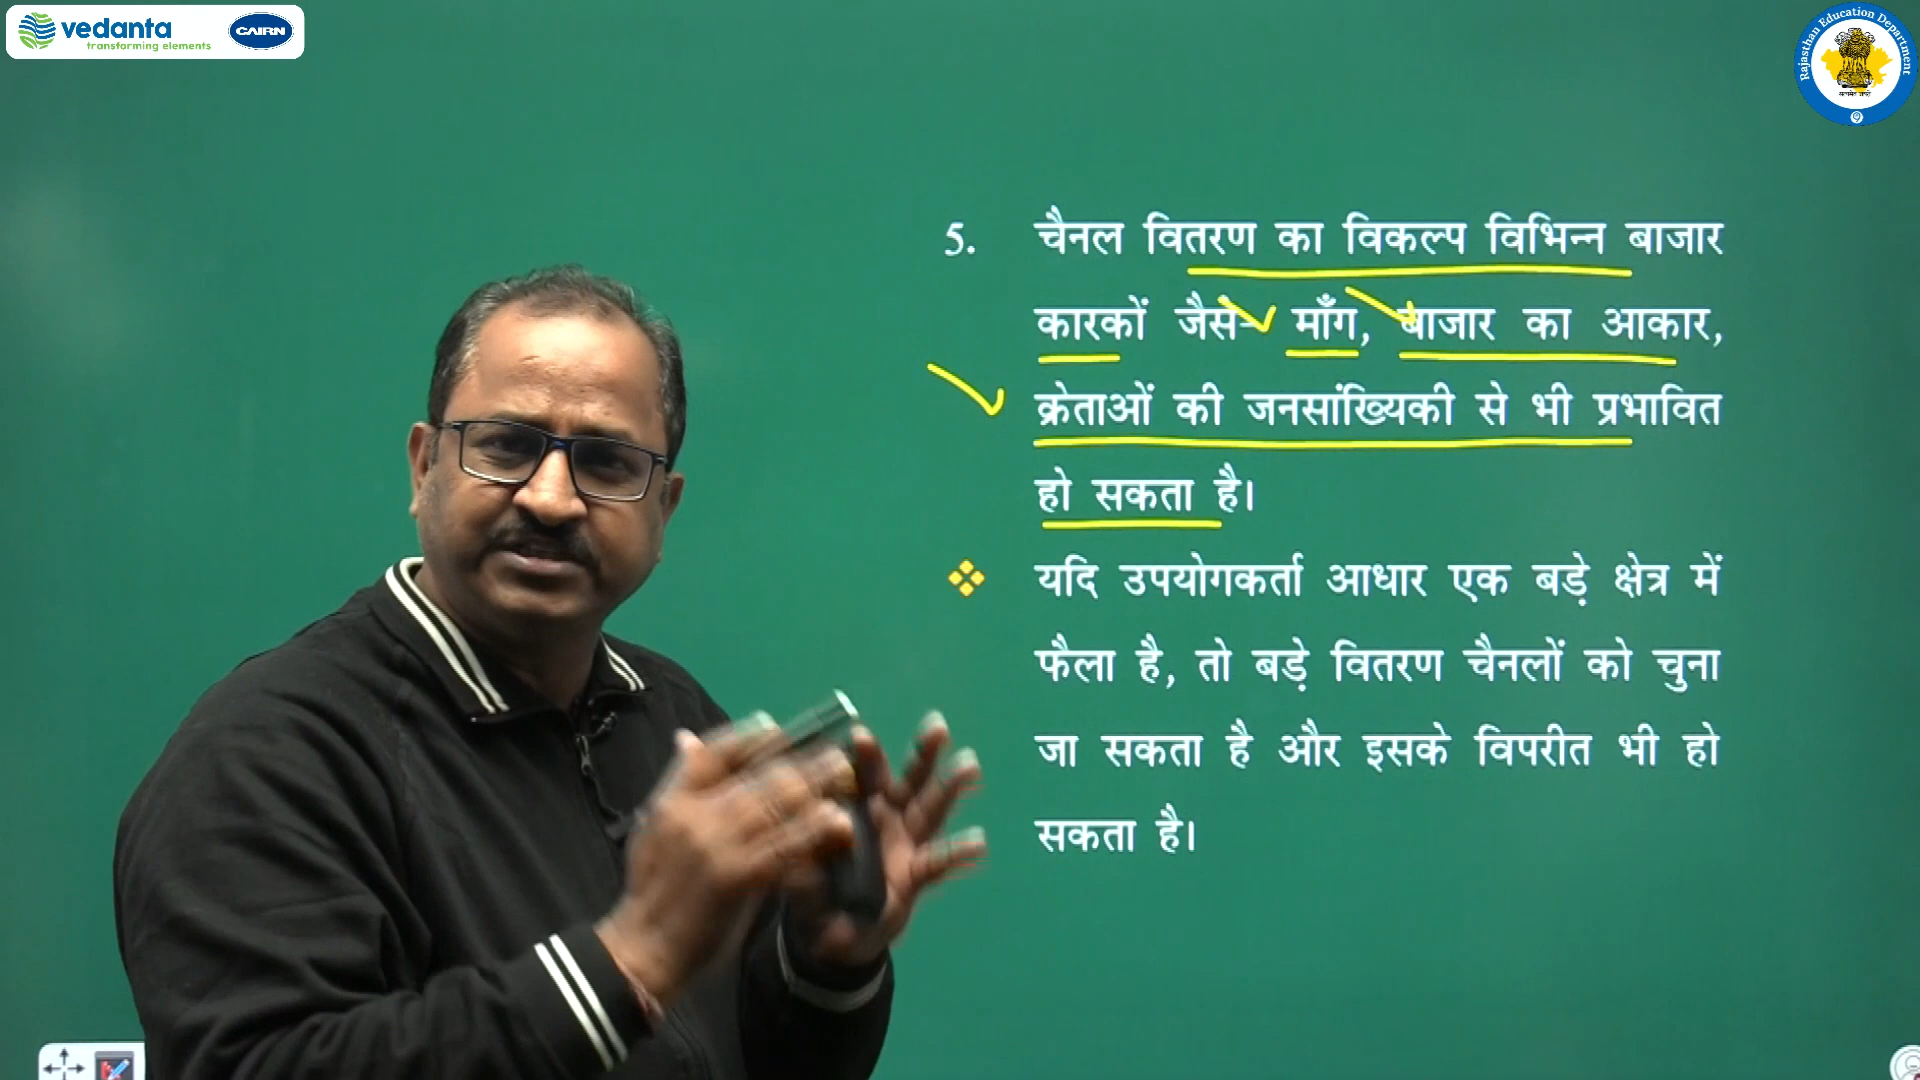 vedanta
transforming elements
CAIRN
Rajasthan Education Department
5. चैनल वितरण का विकल्प विभिन्न बाजार
कारकों जैसे- माँग, बाजार का आकार,
क्रेताओं की जनसांख्यिकी से भी प्रभावित
हो सकता है।
यदि उपयोगकर्ता आधार एक बड़े क्षेत्र में
फैला है, तो बड़े वितरण चैनलों को चुना
जा सकता है और इसके विपरीत भी हो
सकता है।